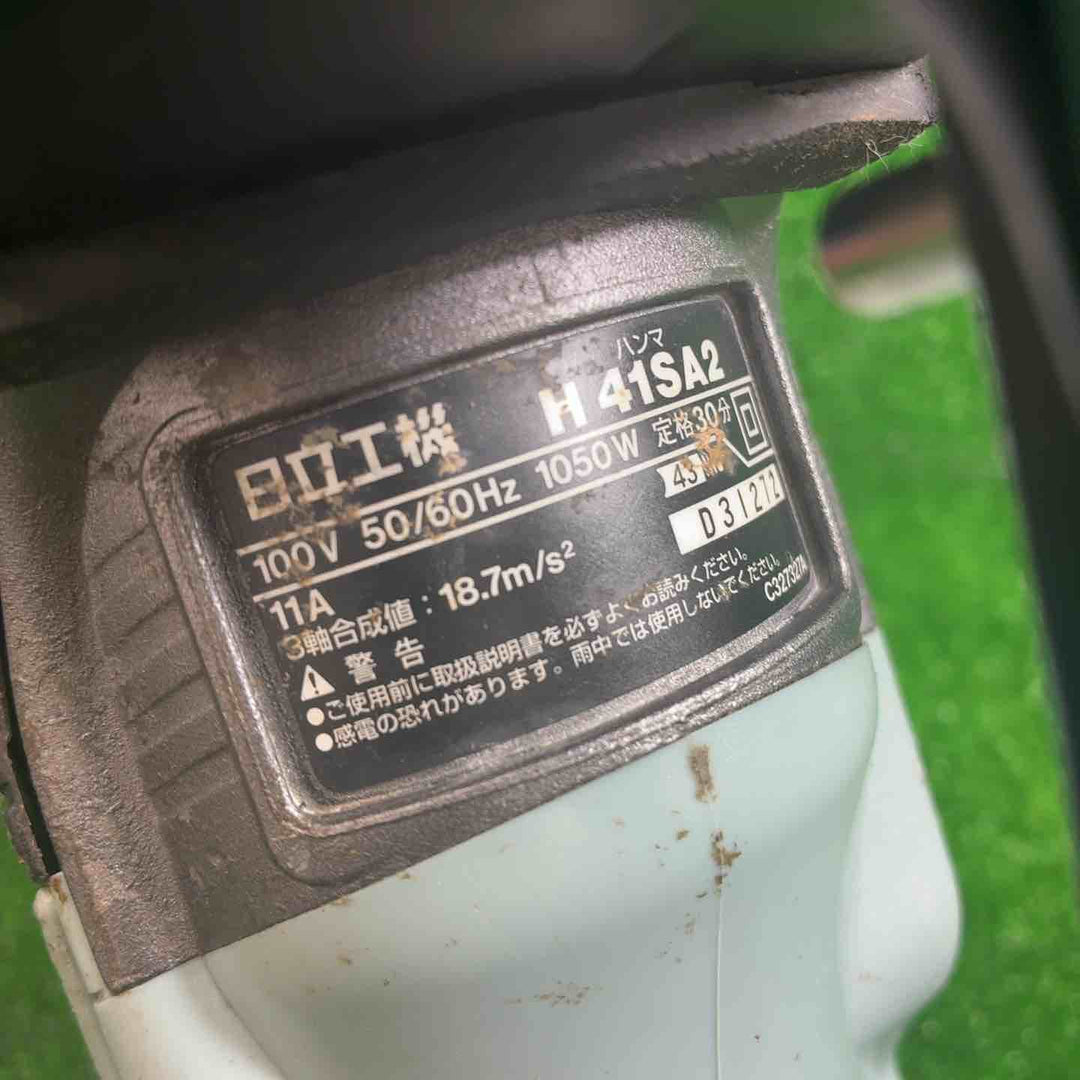 ハンマ
日立工機 H 41SA2
100V 50/60Hz 1050W 定格30分
11A
D31272
3軸合成値：18.7m/s²
警告
●ご使用前に取扱説明書を必ずよくお読みください。
●感電の恐れがあります。雨中では使用しないでください。